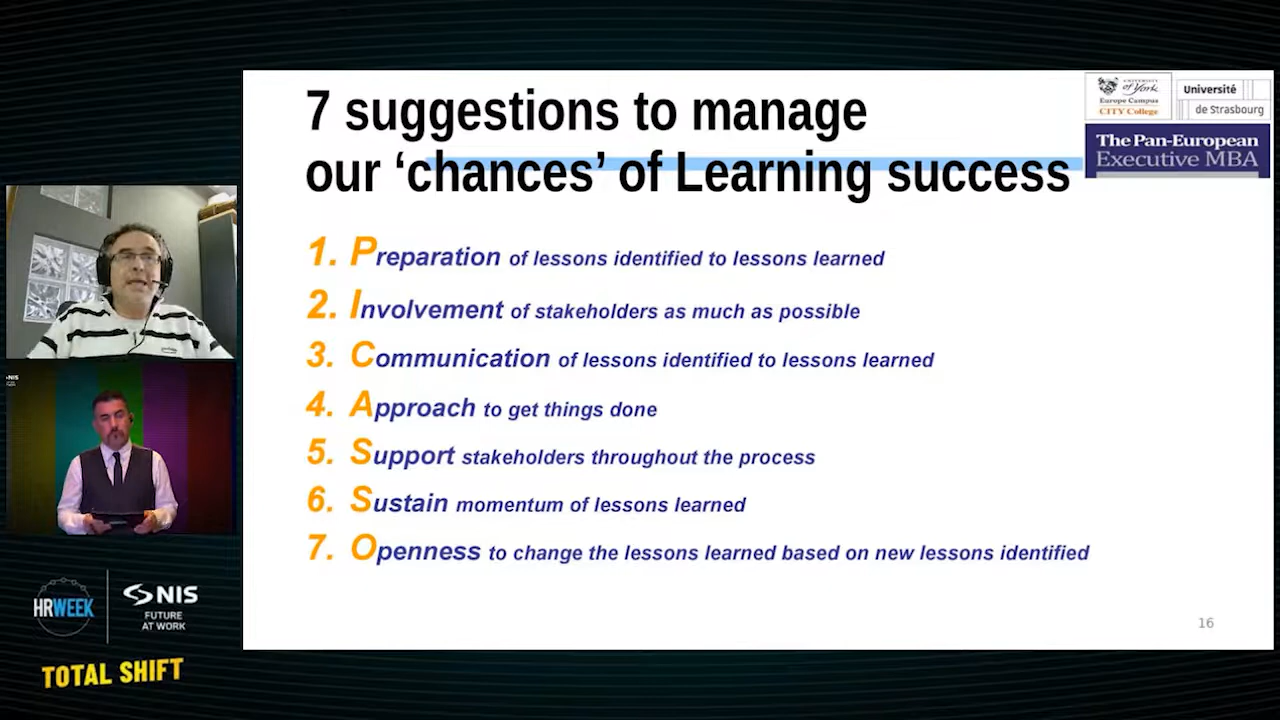 7 suggestions to manage
our ‘chances’ of Learning success
UNIVERSITY
of York
Europe Campus
CITY College
Université
de Strasbourg
The Pan-European
Executive MBA
1. Preparation of lessons identified to lessons learned
2. Involvement of stakeholders as much as possible
3. Communication of lessons identified to lessons learned
4. Approach to get things done
5. Support stakeholders throughout the process
6. Sustain momentum of lessons learned
7. Openness to change the lessons learned based on new lessons identified
16
NIS
HRWEEK
NIS
FUTURE
AT WORK
TOTAL SHIFT